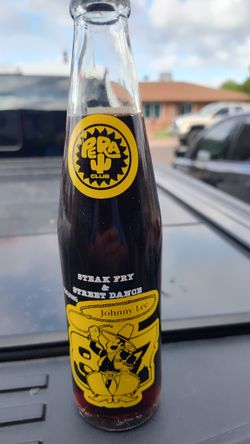 PERA
CLUB
STEAK FRY
&
STREET DANCE
Johnny Lee
87